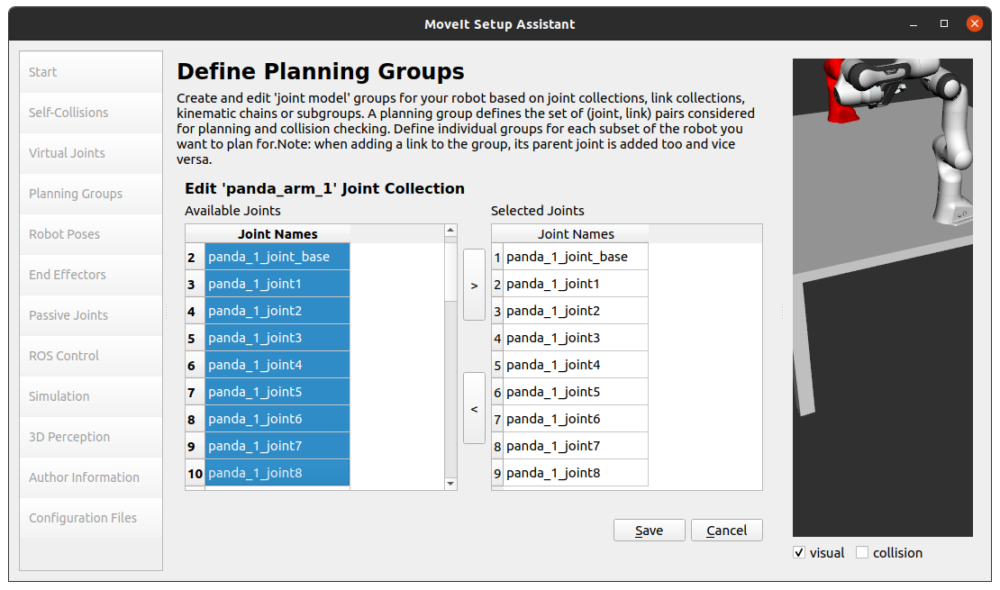 MoveIt Setup Assistant
Start
Self-Collisions
Virtual Joints
Planning Groups
Robot Poses
End Effectors
Passive Joints
ROS Control
Simulation
3D Perception
Author Information
Configuration Files
Define Planning Groups
Create and edit 'joint model' groups for your robot based on joint collections, link collections,
kinematic chains or subgroups. A planning group defines the set of (joint, link) pairs considered
for planning and collision checking. Define individual groups for each subset of the robot you
want to plan for.Note: when adding a link to the group, its parent joint is added too and vice
versa.
Edit 'panda_arm_1' Joint Collection
Available Joints
Joint Names
2 panda_1_joint_base
3 panda_1_joint1
4 panda_1_joint2
5 panda_1_joint3
6 panda_1_joint4
7 panda_1_joint5
8 panda_1_joint6
9 panda_1_joint7
10 panda_1_joint8
>
<
Selected Joints
Joint Names
1 panda_1_joint_base
2 panda_1_joint1
3 panda_1_joint2
4 panda_1_joint3
5 panda_1_joint4
6 panda_1_joint5
7 panda_1_joint6
8 panda_1_joint7
9 panda_1_joint8
Save
Cancel
visual
collision